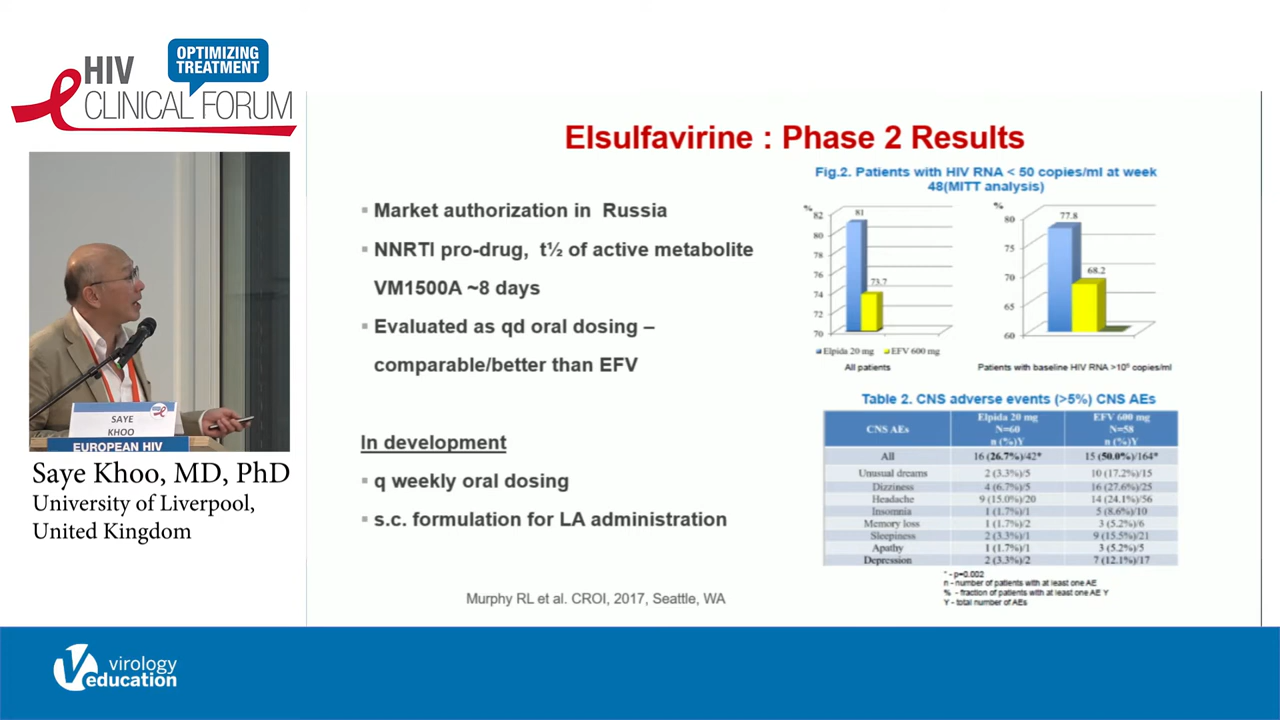 OPTIMIZING
TREATMENT
HIV
CLINICAL FORUM
SAYE
KHOO
EUROPEAN HIV
Saye Khoo, MD, PhD
University of Liverpool,
United Kingdom
Elsulfavirine : Phase 2 Results
Market authorization in Russia
NNRTI pro-drug, t½ of active metabolite
VM1500A ~8 days
Evaluated as qd oral dosing –
comparable/better than EFV
In development
q weekly oral dosing
s.c. formulation for LA administration
Murphy RL et al. CROI, 2017, Seattle, WA
Fig.2. Patients with HIV RNA < 50 copies/ml at week
48(MITT analysis)
%
82
80
78
76
74
72
70
81
73.7
Elpida 20 mg EFV 600 mg
All patients
%
80
75
70
65
60
77.8
68.2
Patients with baseline HIV RNA >10⁵ copies/ml
Table 2. CNS adverse events (>5%) CNS AEs
CNS AEs
Elpida 20 mg
N=60
n (%)Y
EFV 600 mg
N=58
n (%)Y
All 16 (26.7%)/42* 15 (50.0%)/164*
Unusual dreams 2 (3.3%)/5 10 (17.2%)/15
Dizziness 4 (6.7%)/5 16 (27.6%)/25
Headache 9 (15.0%)/20 14 (24.1%)/56
Insomnia 1 (1.7%)/1 5 (8.6%)/10
Memory loss 1 (1.7%)/2 3 (5.2%)/6
Sleepiness 2 (3.3%)/1 9 (15.5%)/21
Apathy 1 (1.7%)/1 3 (5.2%)/5
Depression 2 (3.3%)/2 7 (12.1%)/17
* - p=0.002
n - number of patients with at least one AE
% - fraction of patients with at least one AE Y
Y - total number of AEs
virology
education